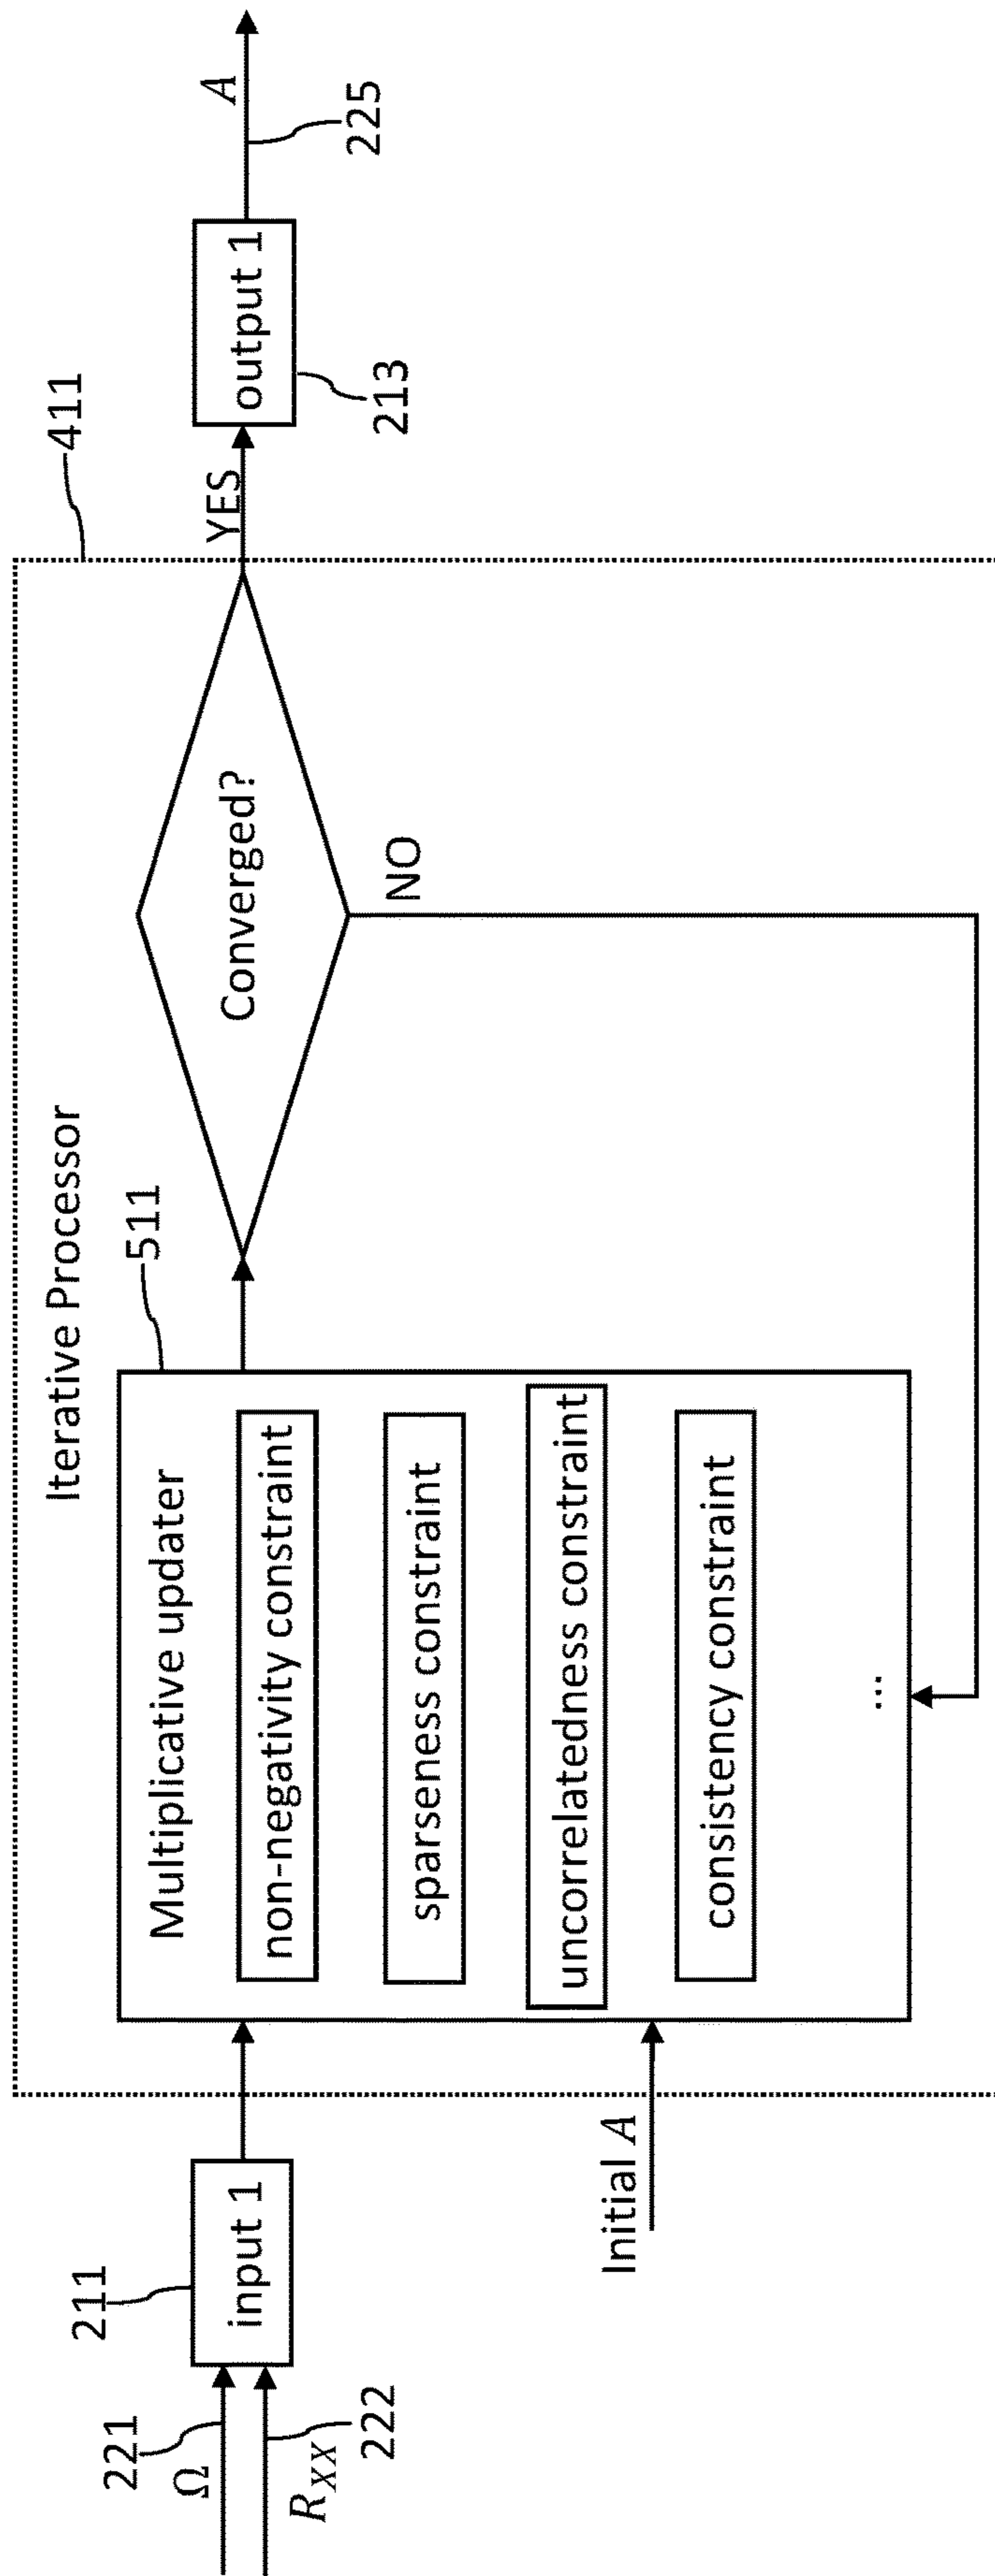 Iterative Processor
411
511
211
221
Ω
R_XX
222
input 1
Initial A
Multiplicative updater
non-negativity constraint
sparseness constraint
uncorrelatedness constraint
consistency constraint
...
Converged?
NO
YES
output 1
213
A
225